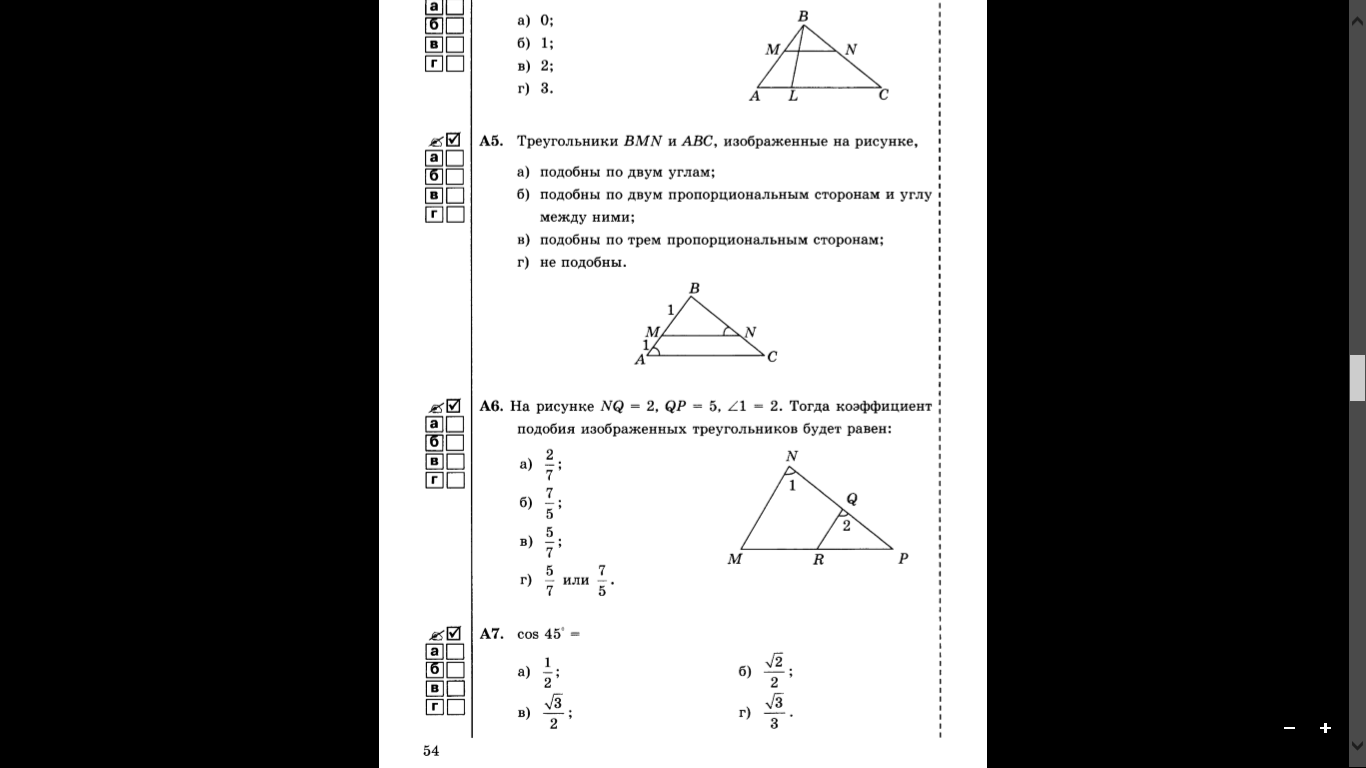 а
б
в
г
а) 0;
б) 1;
в) 2;
г) 3.
B
M N
A L C
А5. Треугольники BMN и ABC, изображенные на рисунке,
а
б
в
г
а) подобны по двум углам;
б) подобны по двум пропорциональным сторонам и углу
между ними;
в) подобны по трем пропорциональным сторонам;
г) не подобны.
B
1
M N
1
A C
А6. На рисунке NQ = 2, QP = 5, ∠1 = 2. Тогда коэффициент
подобия изображенных треугольников будет равен:
а
б
в
г
а) 2/7;
б) 7/5;
в) 5/7;
г) 5/7 или 7/5.
N
1
Q
2
M R P
А7. cos 45° =
а
б
в
г
а) 1/2; б) √2/2;
в) √3/2; г) √3/3.
54